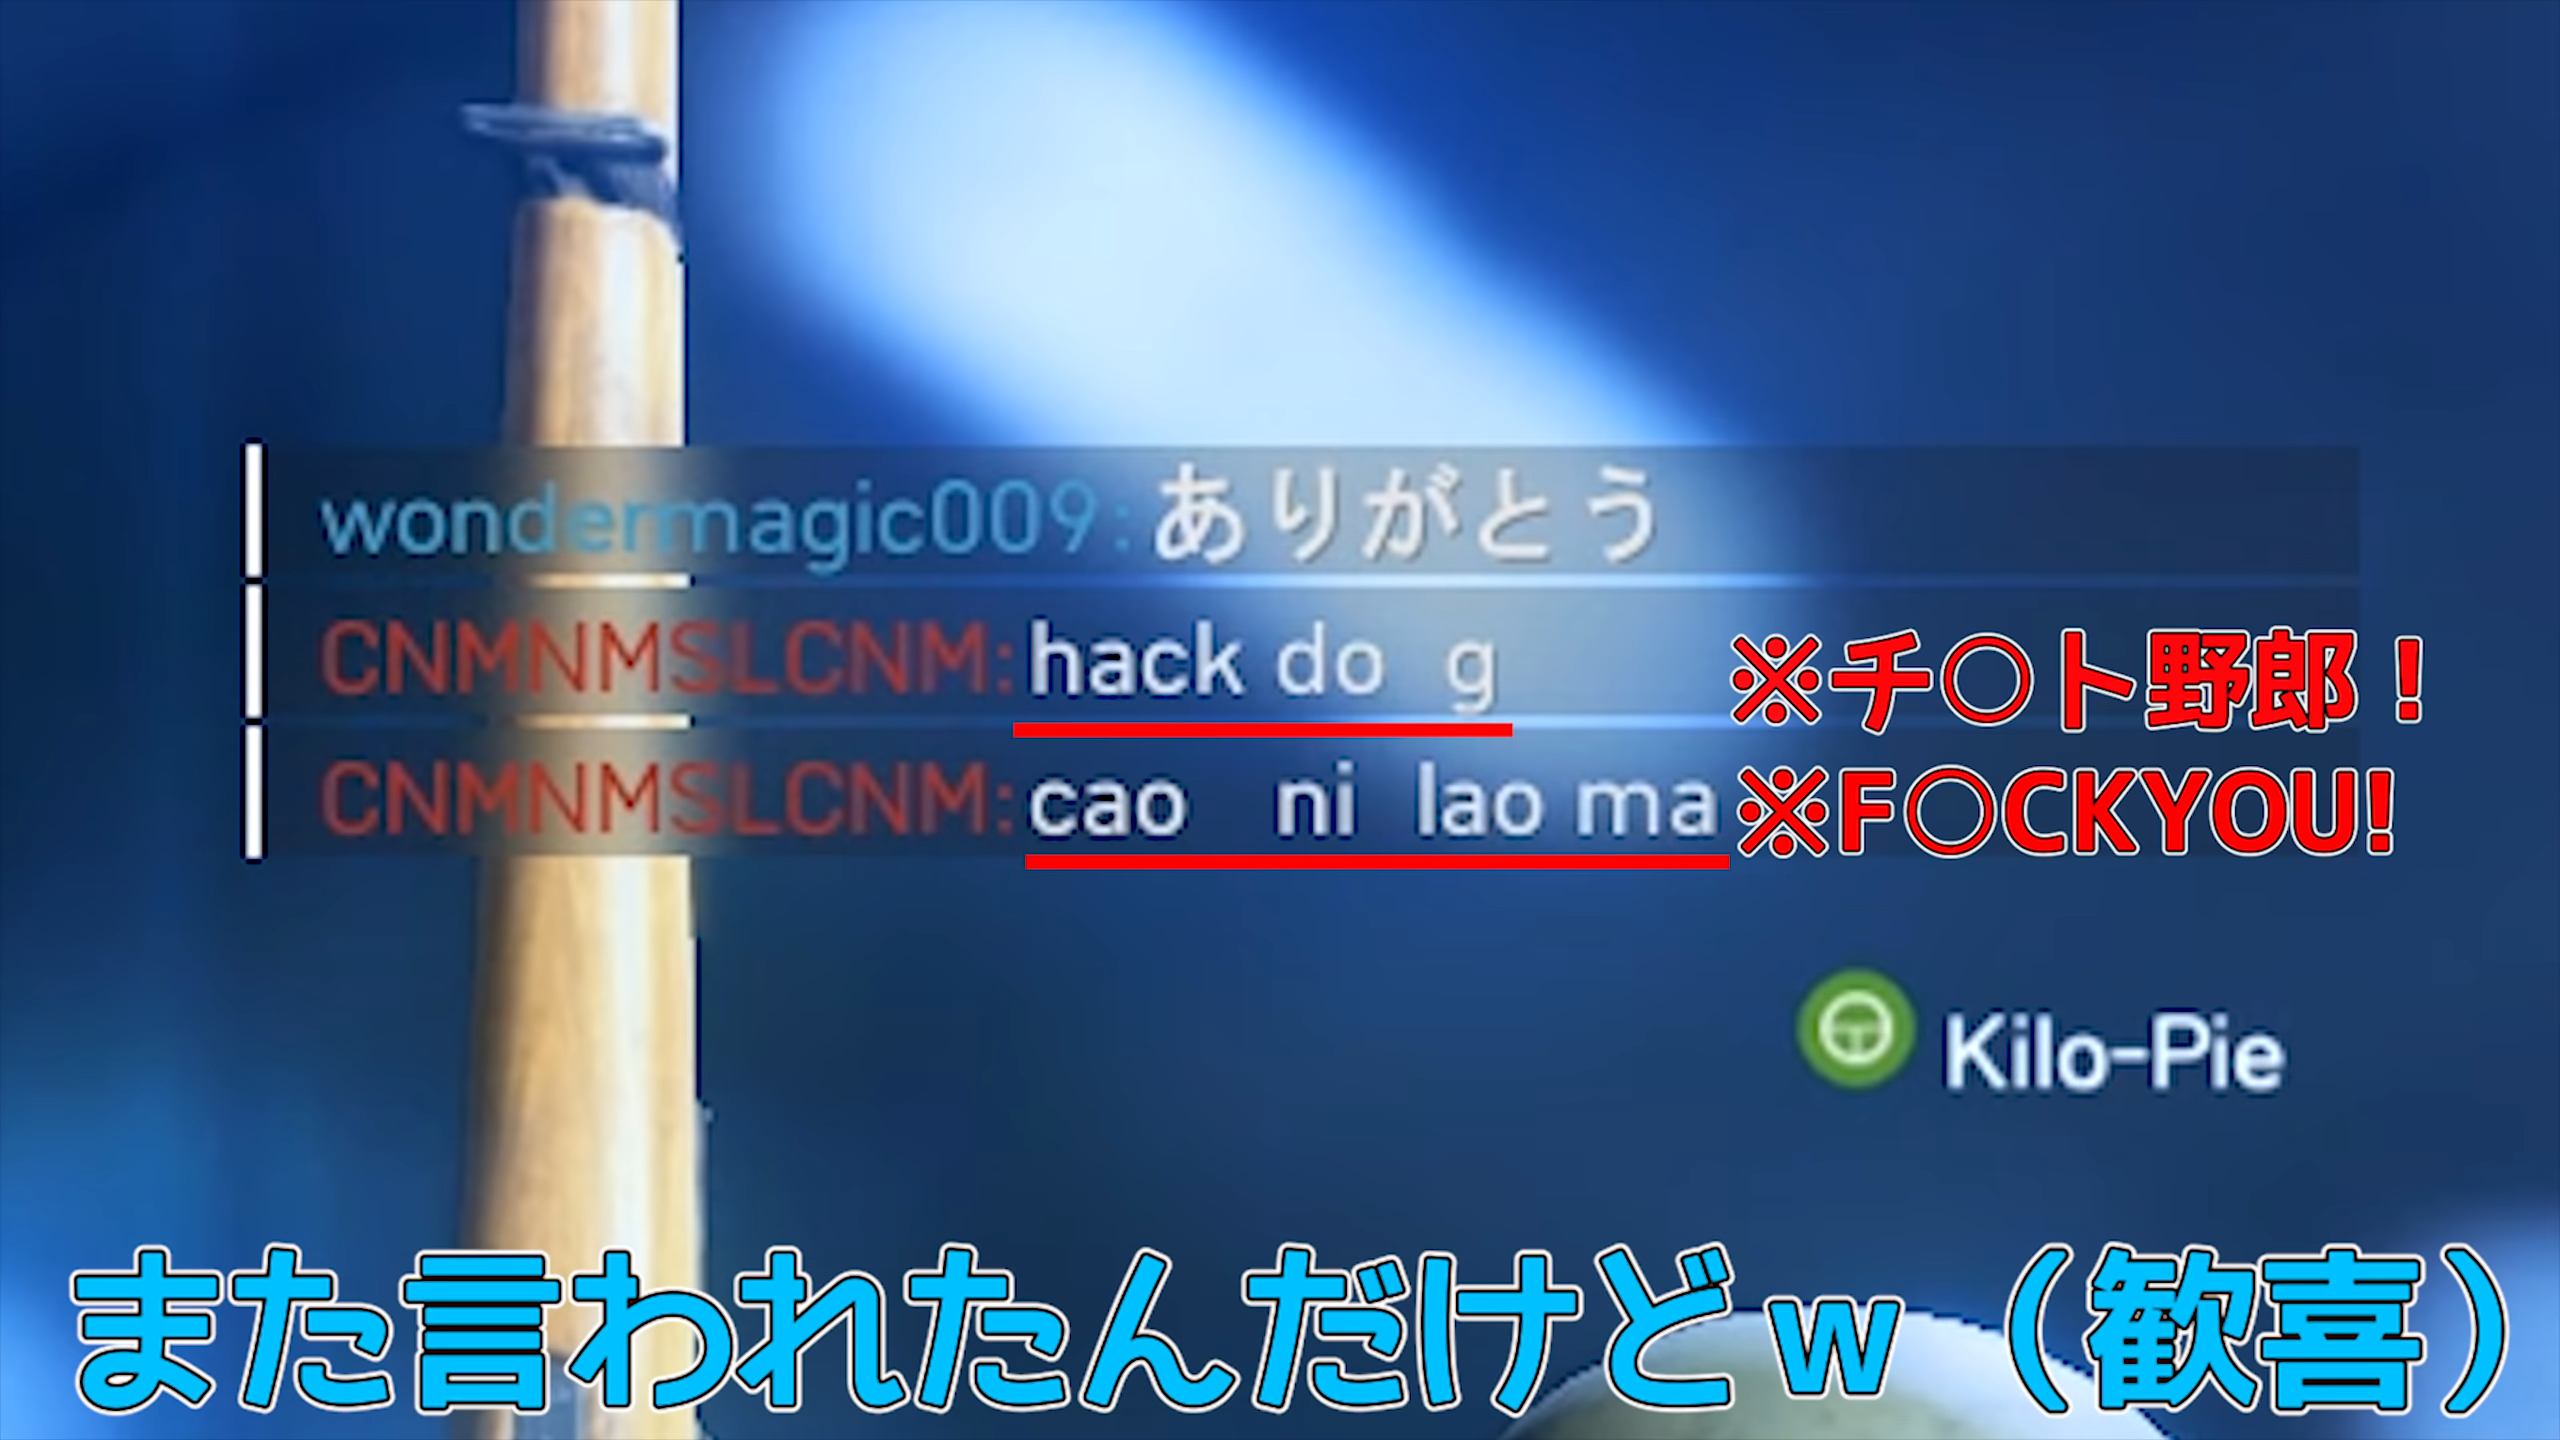 wondermagic009:ありがとう
CNMNMSLCNM:hack do g ※チ○ト野郎！
CNMNMSLCNM:cao ni lao ma ※F○CKYOU!
Kilo-Pie
また言われたんだけどｗ（歓喜）